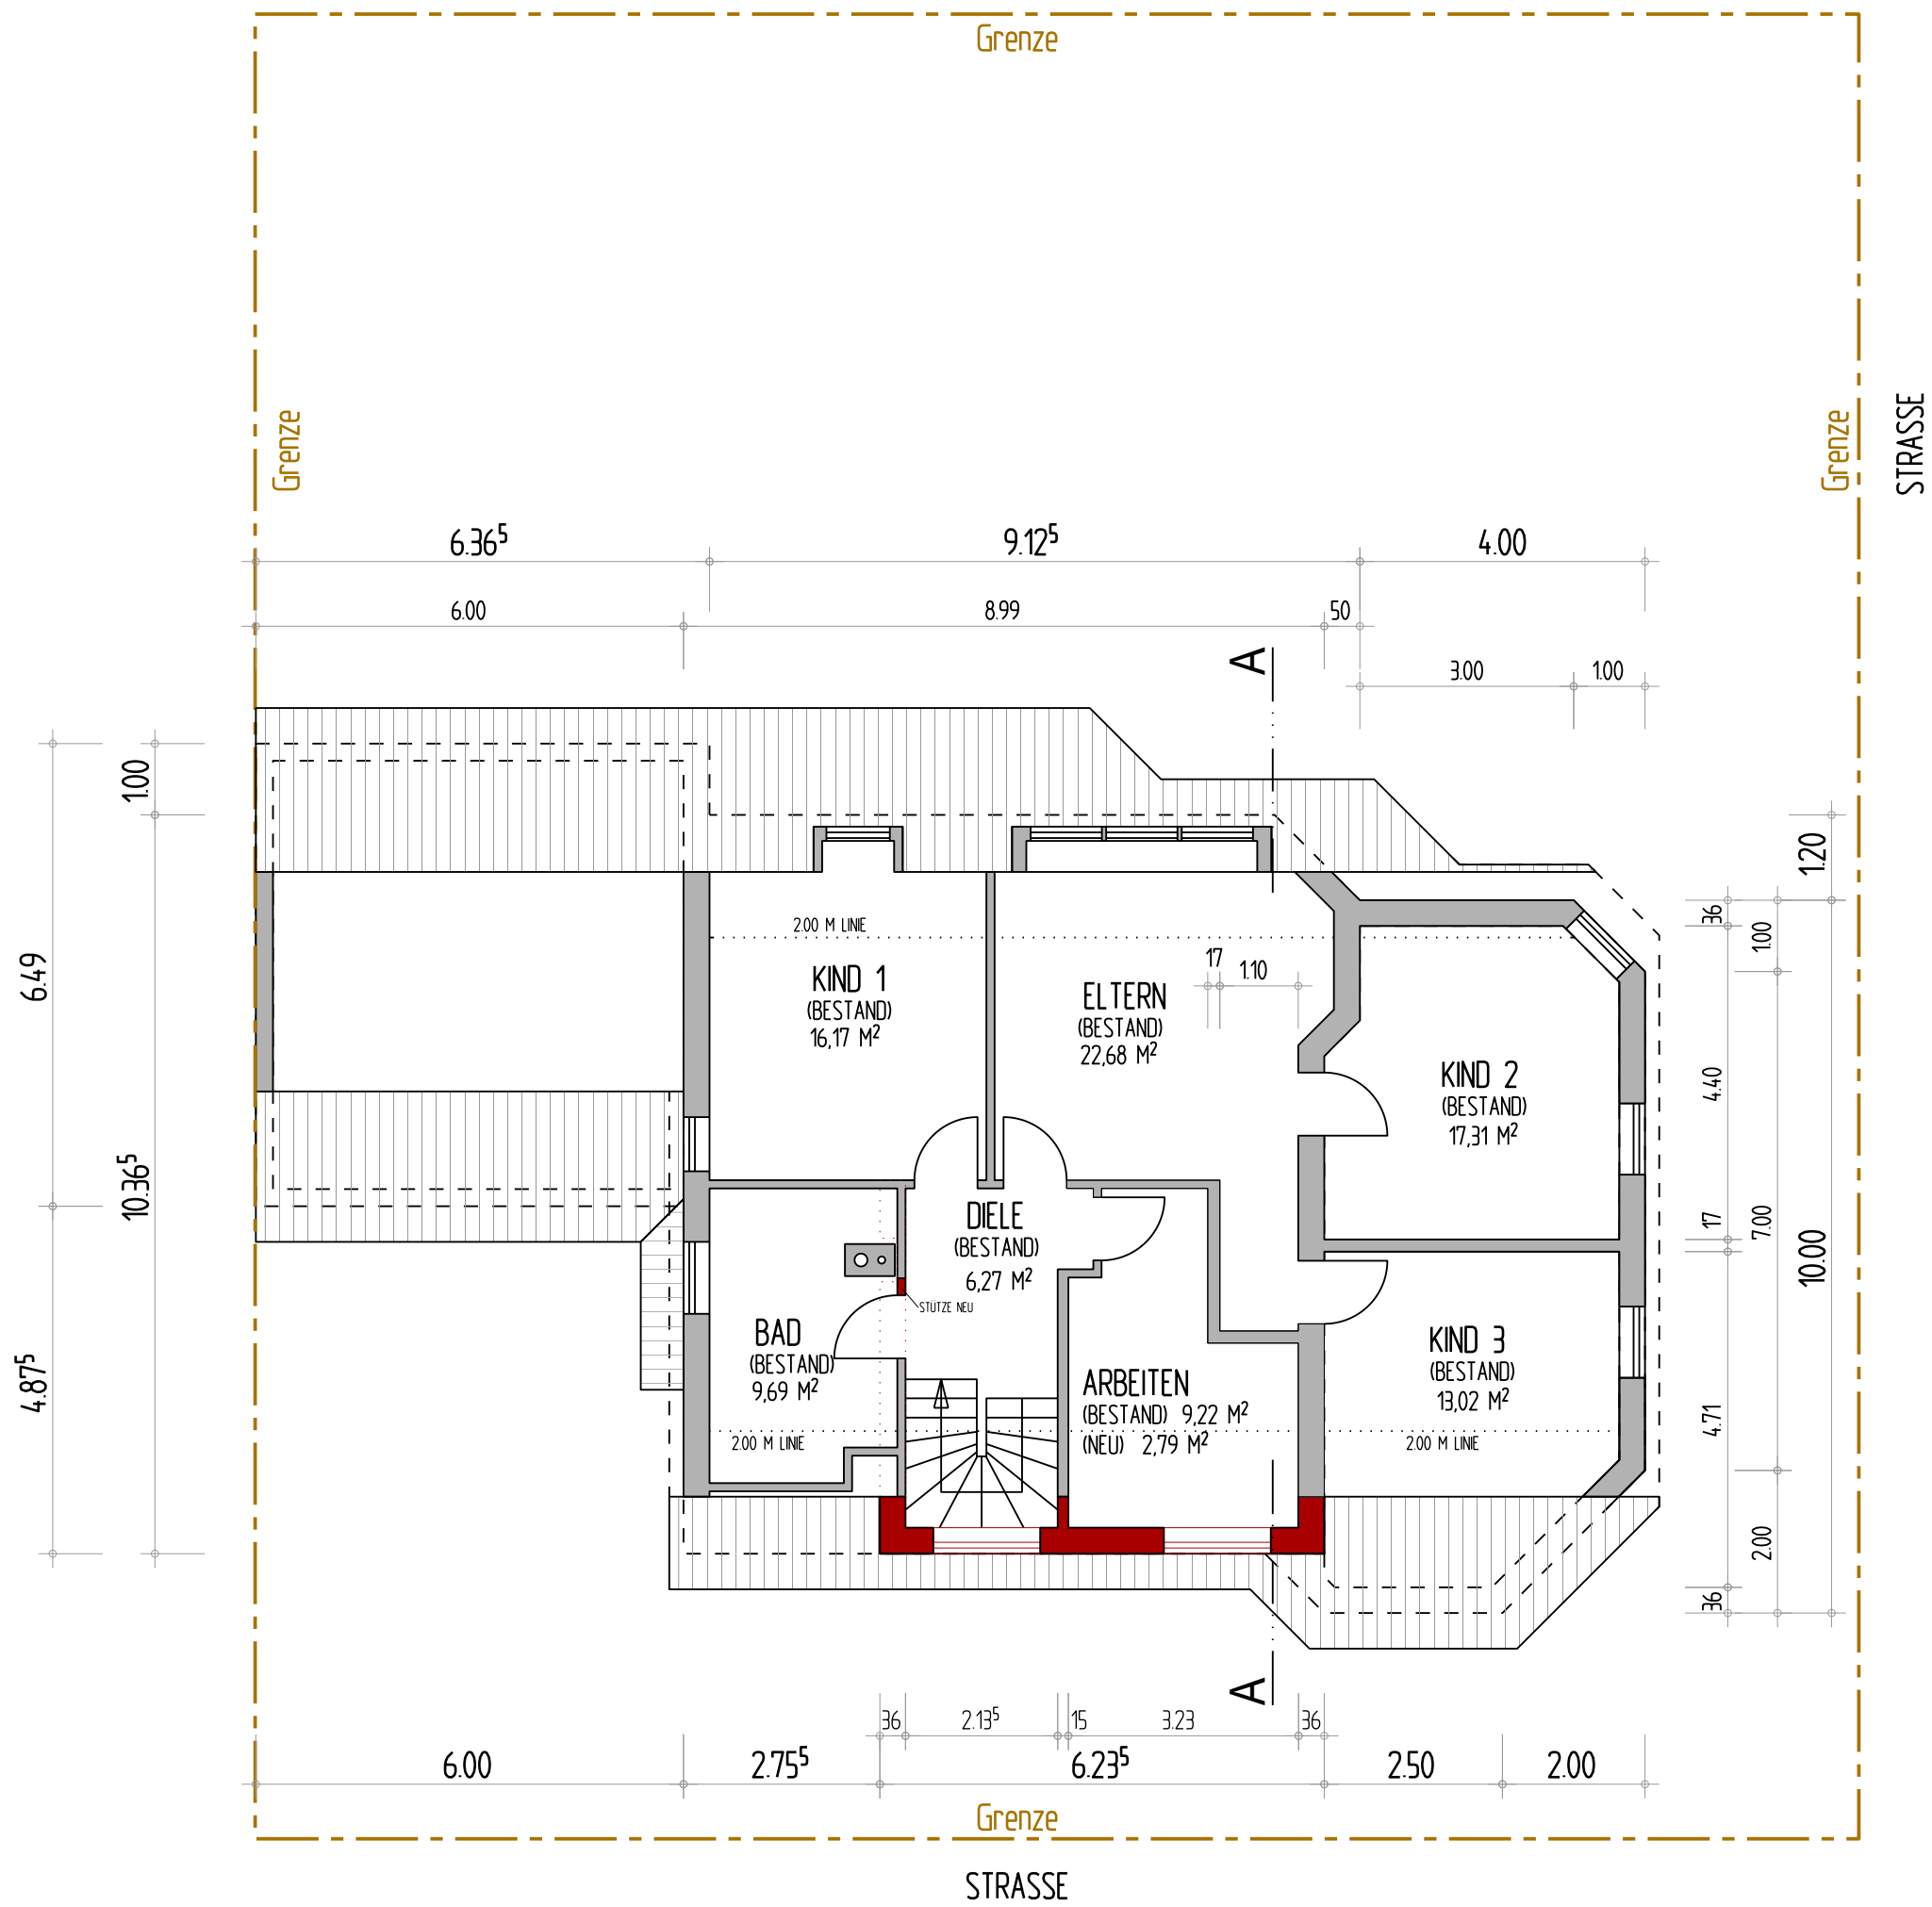 Grenze
Grenze
Grenze
STRASSE
6.36⁵
9.12⁵
4.00
6.00
8.99
50
3.00
1.00
A
1.00
6.49
10.36⁵
4.87⁵
1.20
36
1.00
4.40
17
7.00
10.00
4.71
2.00
36
2.00 M LINIE
KIND 1
(BESTAND)
16,17 M²
17
1.10
ELTERN
(BESTAND)
22,68 M²
KIND 2
(BESTAND)
17,31 M²
DIELE
(BESTAND)
6,27 M²
STÜTZE NEU
BAD
(BESTAND)
9,69 M²
2.00 M LINIE
ARBEITEN
(BESTAND) 9,22 M²
(NEU) 2,79 M²
KIND 3
(BESTAND)
13,02 M²
2.00 M LINIE
A
36
2.13⁵
15
3.23
36
6.00
2.75⁵
6.23⁵
2.50
2.00
Grenze
STRASSE